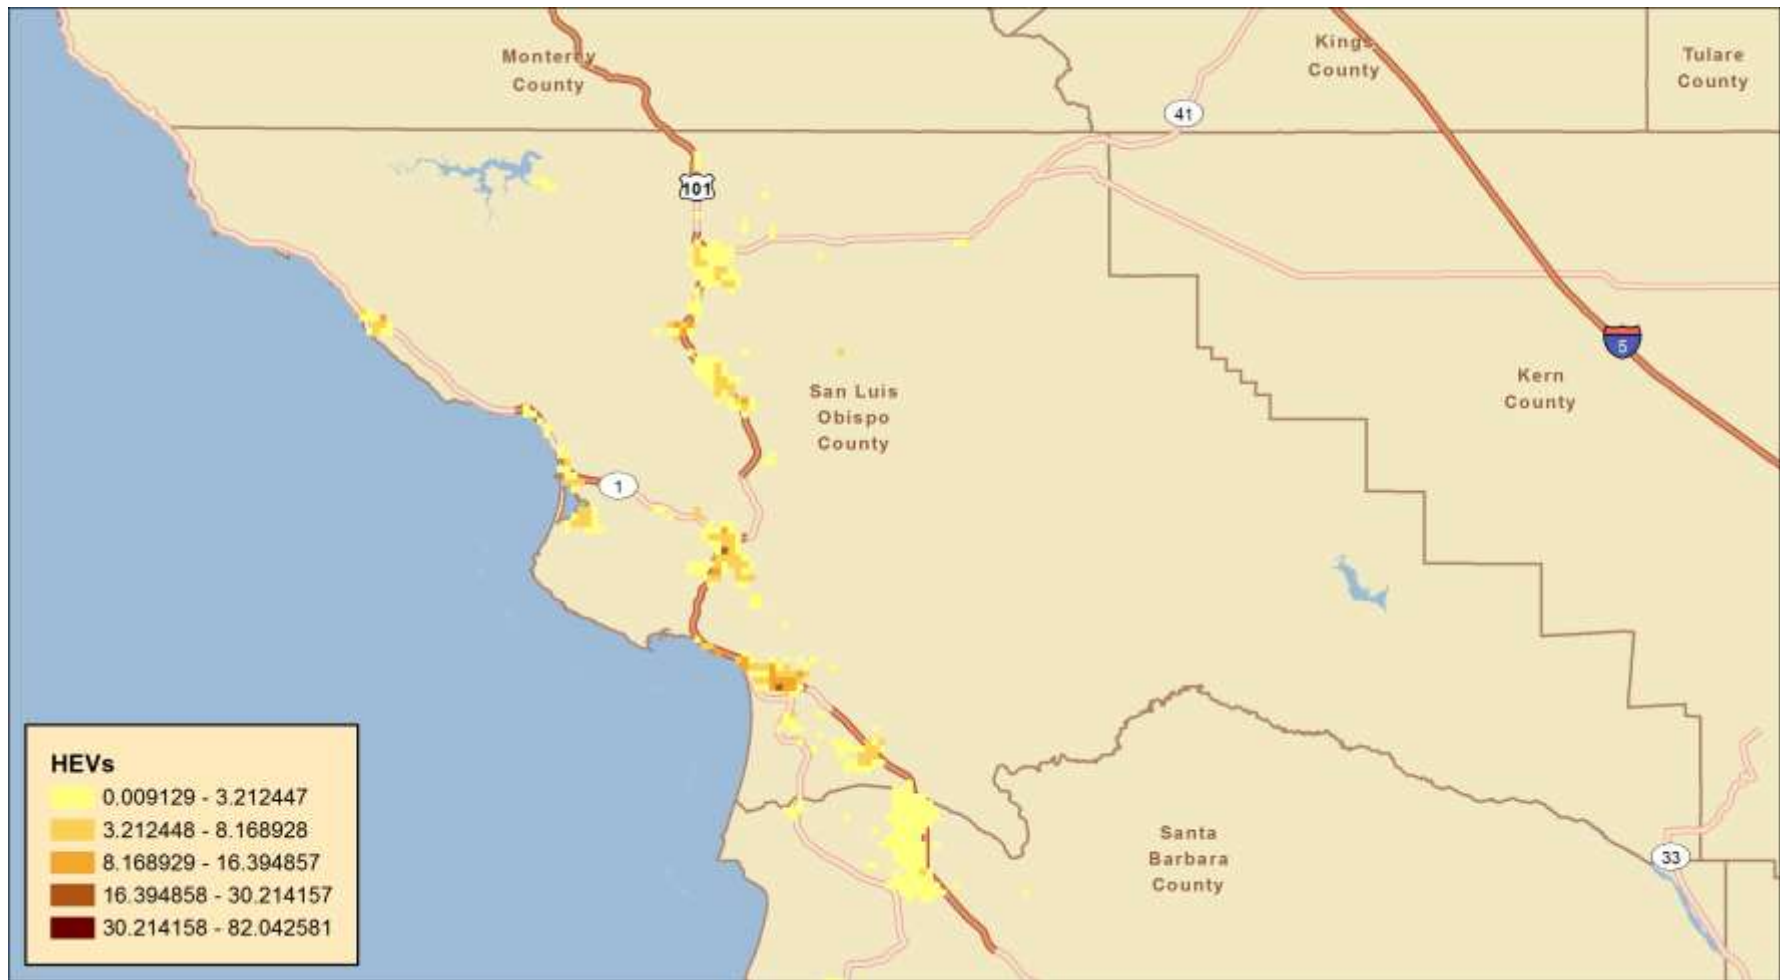 Monterey
County
Kings
County
Tulare
County
41
101
5
San Luis
Obispo
County
Kern
County
1
HEVs
0.009129 - 3.212447
3.212448 - 8.168928
8.168929 - 16.394857
16.394858 - 30.214157
30.214158 - 82.042581
Santa
Barbara
County
33